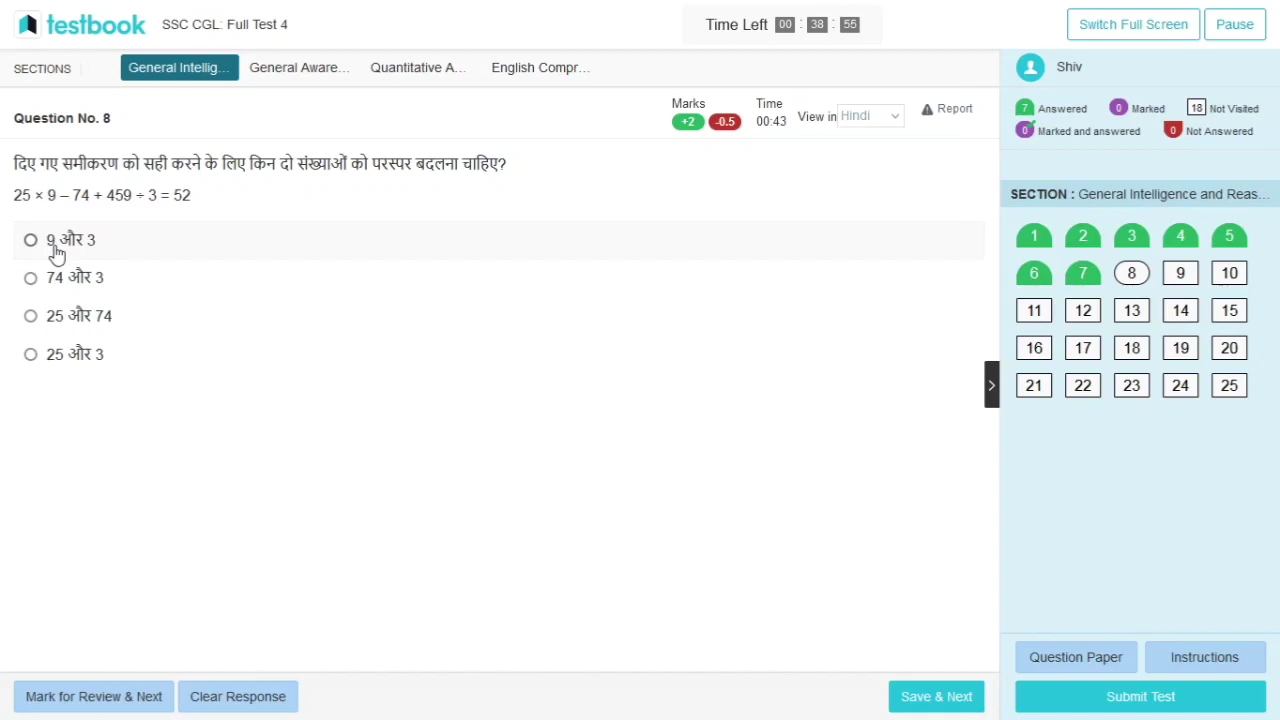 testbook SSC CGL: Full Test 4 Time Left 00 : 38 : 55 Switch Full Screen Pause
SECTIONS General Intellig... General Aware... Quantitative A... English Compr... Shiv
Question No. 8 Marks +2 -0.5 Time 00:43 View in Hindi Report
7 Answered 0 Marked 18 Not Visited
0 Marked and answered 0 Not Answered
दिए गए समीकरण को सही करने के लिए किन दो संख्याओं को परस्पर बदलना चाहिए?
25 × 9 – 74 + 459 ÷ 3 = 52
9 और 3
74 और 3
25 और 74
25 और 3
SECTION : General Intelligence and Reas...
1 2 3 4 5
6 7 8 9 10
11 12 13 14 15
16 17 18 19 20
21 22 23 24 25
>
Question Paper Instructions
Mark for Review & Next Clear Response Save & Next Submit Test